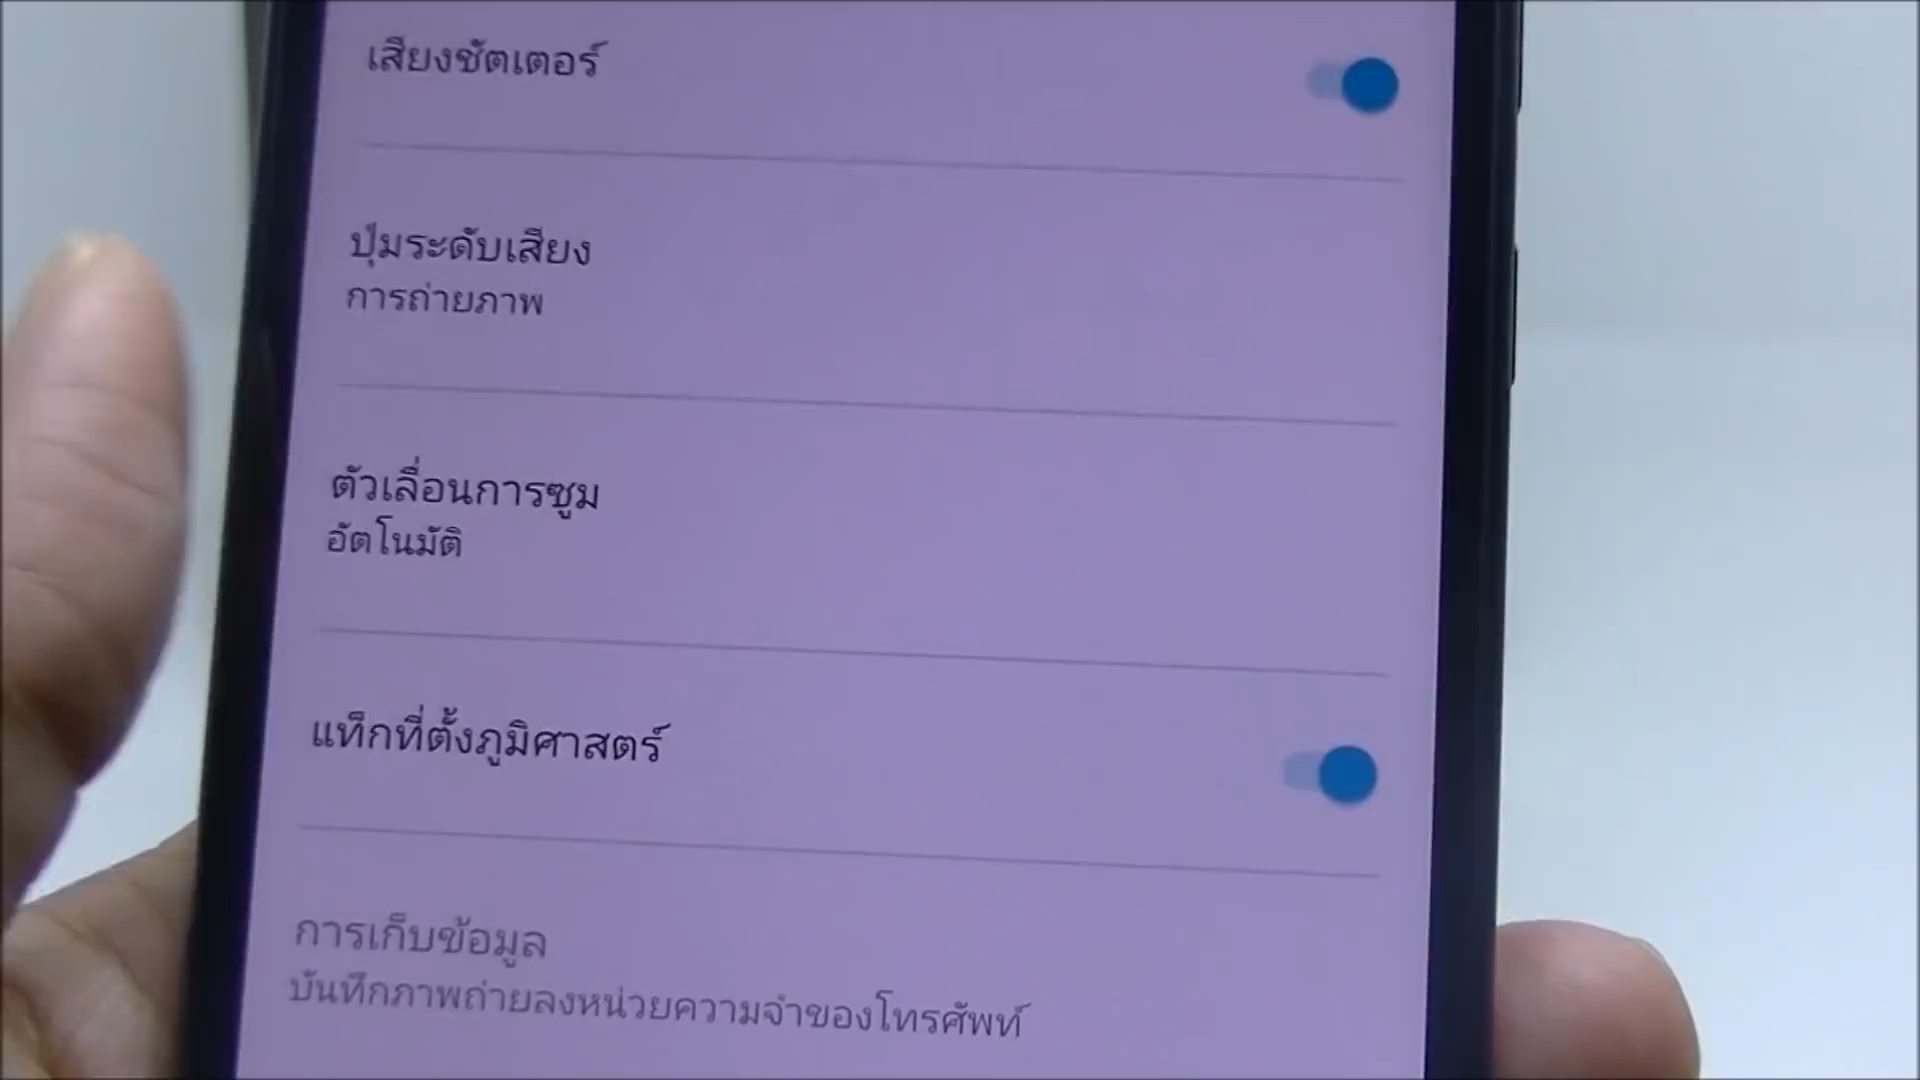 เสียงชัตเตอร์
ปุ่มระดับเสียง
การถ่ายภาพ
ตัวเลื่อนการซูม
อัตโนมัติ
แท็กที่ตั้งภูมิศาสตร์
การเก็บข้อมูล
บันทึกภาพถ่ายลงหน่วยความจำของโทรศัพท์